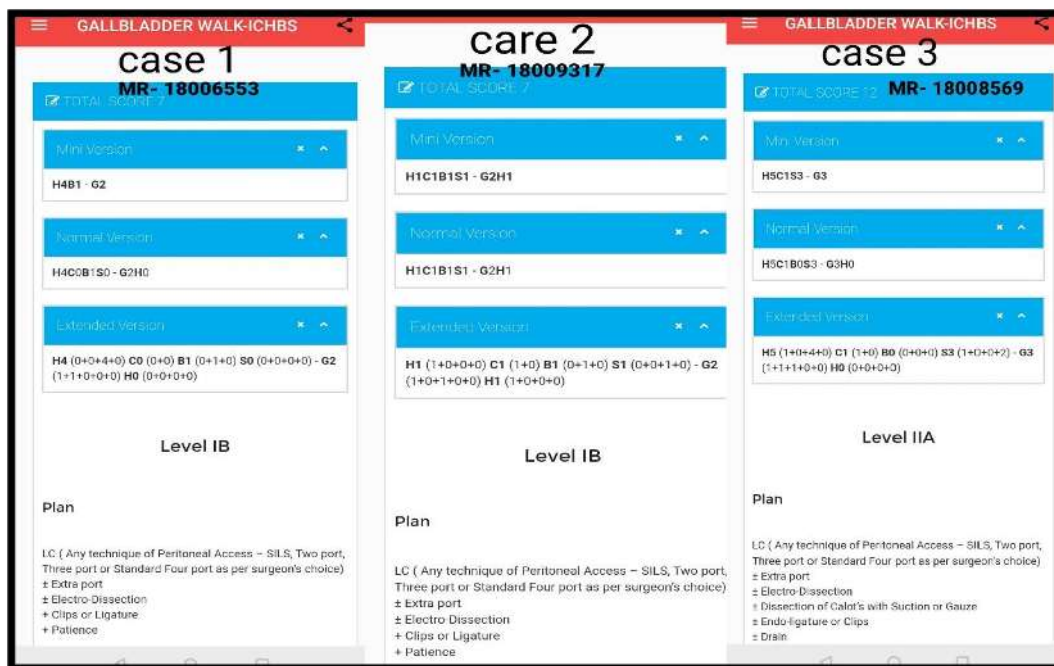 GALLBLADDER WALK-ICHBS
case 1
MR- 18006553
TOTAL SCORE 7
Mini Version
H4B1 - G2
Normal Version
H4C0B1S0 - G2H0
Extended Version
H4 (0+0+4+0) C0 (0+0) B1 (0+1+0) S0 (0+0+0+0) - G2
(1+1+0+0+0) H0 (0+0+0+0)
Level IB
Plan
LC ( Any technique of Peritoneal Access – SILS, Two port,
Three port or Standard Four port as per surgeon's choice)
± Extra port
± Electro-Dissection
+ Clips or Ligature
+ Patience
care 2
MR- 18009317
TOTAL SCORE 7
Mini Version
H1C1B1S1 - G2H1
Normal Version
H1C1B1S1 - G2H1
Extended Version
H1 (1+0+0+0) C1 (1+0) B1 (0+1+0) S1 (0+0+1+0) - G2
(1+0+1+0+0) H1 (1+0+0+0)
Level IB
Plan
LC ( Any technique of Peritoneal Access – SILS, Two port,
Three port or Standard Four port as per surgeon's choice)
± Extra port
± Electro Dissection
+ Clips or Ligature
+ Patience
GALLBLADDER WALK-ICHBS
case 3
TOTAL SCORE 12 MR- 18008569
Mini Version
H5C1S3 - G3
Normal Version
H5C1B0S3 - G3H0
Extended Version
H5 (1+0+4+0) C1 (1+0) B0 (0+0+0) S3 (1+0+0+2) - G3
(1+1+1+0+0) H0 (0+0+0+0)
Level IIA
Plan
LC ( Any technique of Peritoneal Access – SILS, Two port,
Three port or Standard Four port as per surgeon's choice)
± Extra port
± Electro-Dissection
± Dissection of Calot's with Suction or Gauze
± Endo-ligature or Clips
± Drain